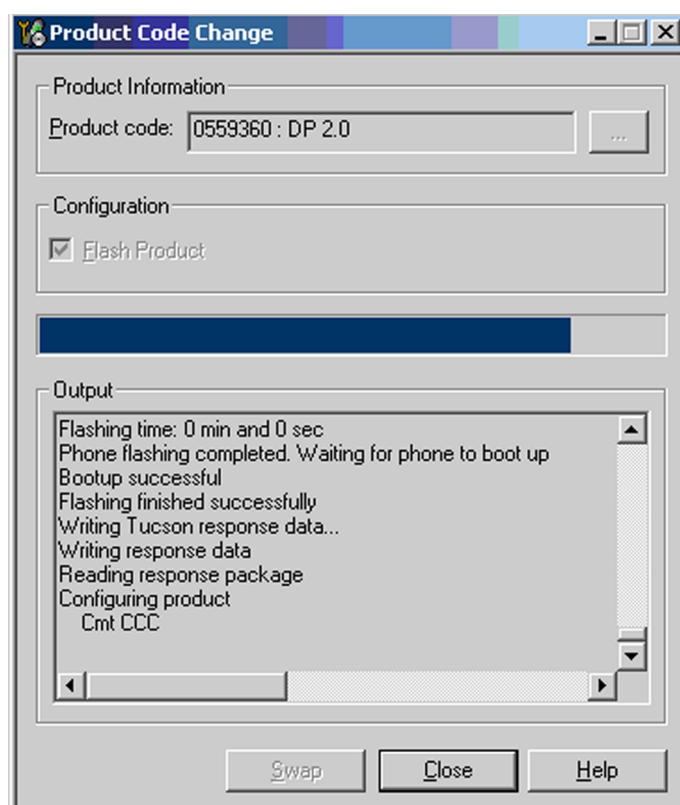 Product Code Change
Product Information
Product code: 0559360 : DP 2.0
...
Configuration
Flash Product
Output
Flashing time: 0 min and 0 sec
Phone flashing completed. Waiting for phone to boot up
Bootup successful
Flashing finished successfully
Writing Tucson response data...
Writing response data
Reading response package
Configuring product
Cmt CCC
Swap Close Help